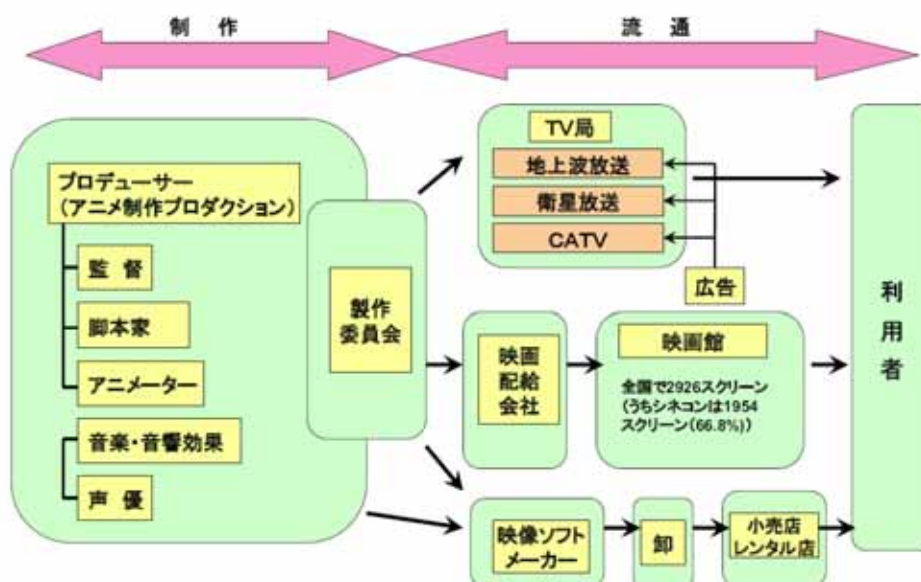 制 作
流 通
プロデューサー
(アニメ制作プロダクション)
監 督
脚本家
アニメーター
音楽・音響効果
声 優
製作
委員会
TV局
地上波放送
衛星放送
CATV
広告
映画
配給
会社
映画館
全国で2926スクリーン
(うちシネコンは1954
スクリーン(66.8%))
映像ソフト
メーカー
卸
小売店
レンタル店
利
用
者